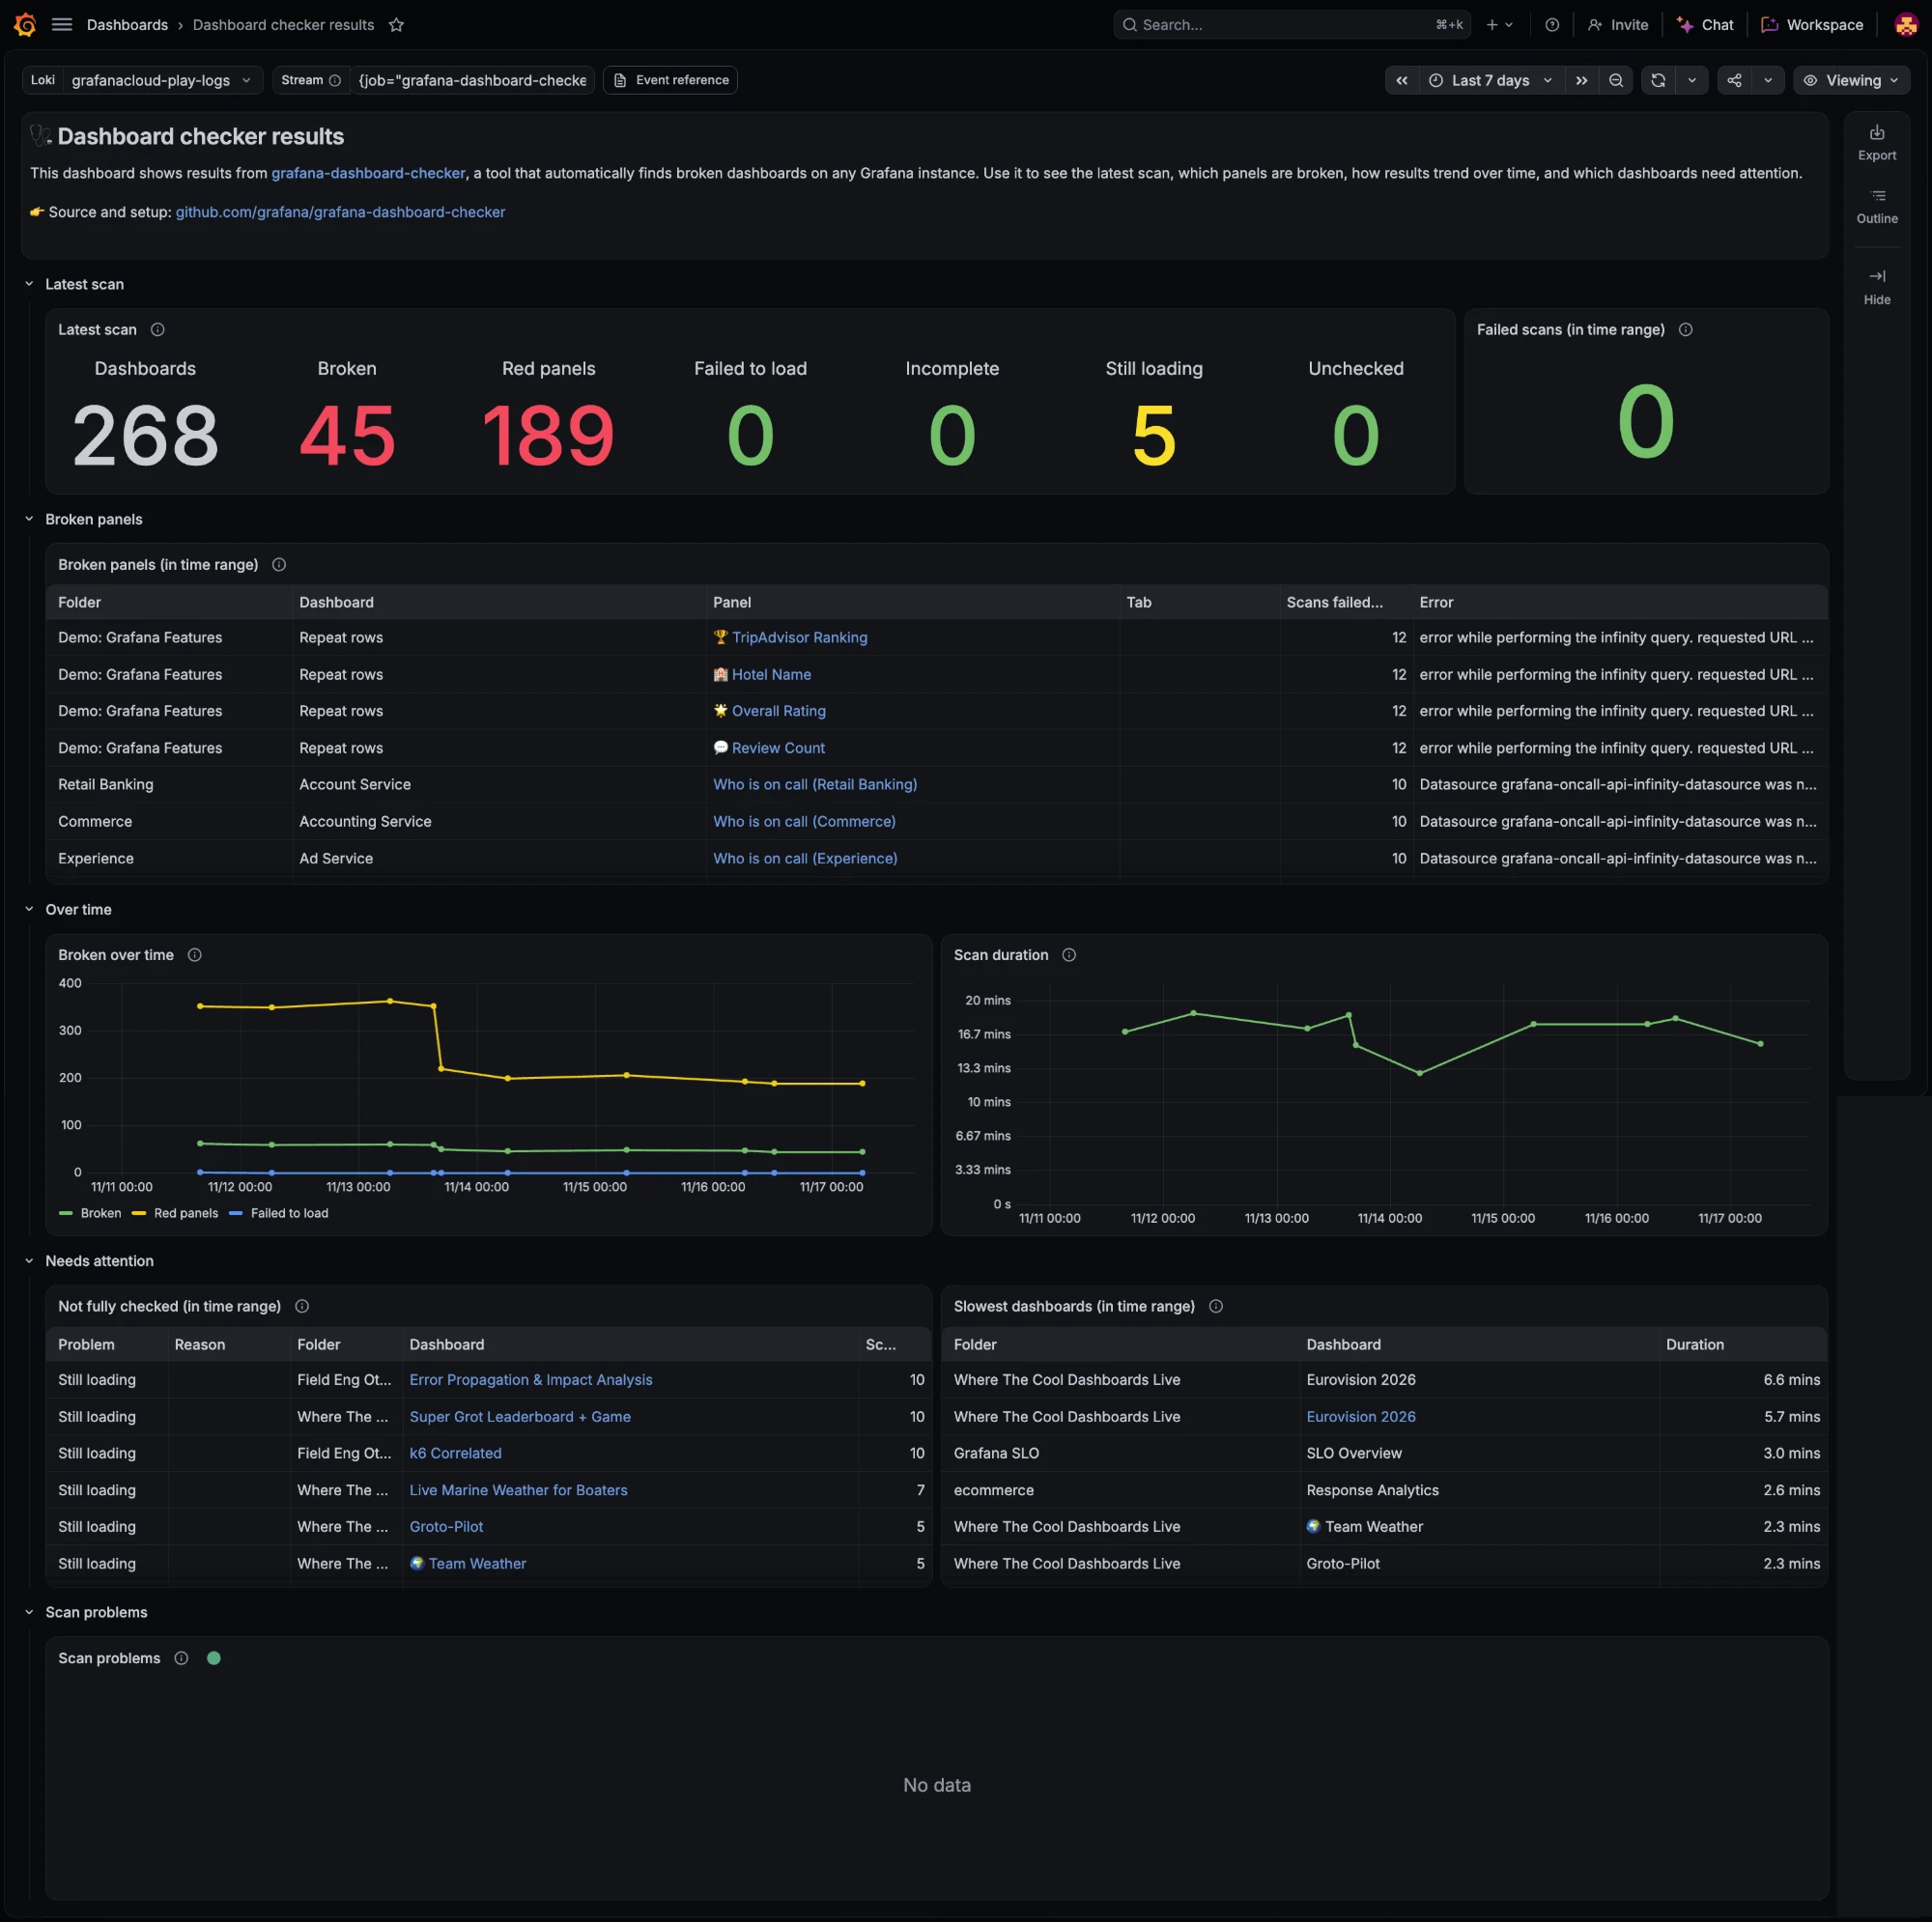 Dashboards › Dashboard checker results
Search... ⌘+k
Invite
Chat
Workspace
Loki grafanacloud-play-logs
Stream {job="grafana-dashboard-checke
Event reference
Last 7 days
Viewing
Export
Outline
Hide
Dashboard checker results
This dashboard shows results from grafana-dashboard-checker, a tool that automatically finds broken dashboards on any Grafana instance. Use it to see the latest scan, which panels are broken, how results trend over time, and which dashboards need attention.
👉 Source and setup: github.com/grafana/grafana-dashboard-checker
Latest scan
Latest scan
Dashboards Broken Red panels Failed to load Incomplete Still loading Unchecked
268 45 189 0 0 5 0
Failed scans (in time range)
0
Broken panels
Broken panels (in time range)
Folder Dashboard Panel Tab Scans failed... Error
Demo: Grafana Features Repeat rows 🏆 TripAdvisor Ranking 12 error while performing the infinity query. requested URL ...
Demo: Grafana Features Repeat rows 🏨 Hotel Name 12 error while performing the infinity query. requested URL ...
Demo: Grafana Features Repeat rows 🌟 Overall Rating 12 error while performing the infinity query. requested URL ...
Demo: Grafana Features Repeat rows 💬 Review Count 12 error while performing the infinity query. requested URL ...
Retail Banking Account Service Who is on call (Retail Banking) 10 Datasource grafana-oncall-api-infinity-datasource was n...
Commerce Accounting Service Who is on call (Commerce) 10 Datasource grafana-oncall-api-infinity-datasource was n...
Experience Ad Service Who is on call (Experience) 10 Datasource grafana-oncall-api-infinity-datasource was n...
Over time
Broken over time
400
300
200
100
0
11/11 00:00 11/12 00:00 11/13 00:00 11/14 00:00 11/15 00:00 11/16 00:00 11/17 00:00
Broken Red panels Failed to load
Scan duration
20 mins
16.7 mins
13.3 mins
10 mins
6.67 mins
3.33 mins
0 s
11/11 00:00 11/12 00:00 11/13 00:00 11/14 00:00 11/15 00:00 11/16 00:00 11/17 00:00
Needs attention
Not fully checked (in time range)
Problem Reason Folder Dashboard Sc...
Still loading Field Eng Ot... Error Propagation & Impact Analysis 10
Still loading Where The ... Super Grot Leaderboard + Game 10
Still loading Field Eng Ot... k6 Correlated 10
Still loading Where The ... Live Marine Weather for Boaters 7
Still loading Where The ... Groto-Pilot 5
Still loading Where The ... 🌍 Team Weather 5
Slowest dashboards (in time range)
Folder Dashboard Duration
Where The Cool Dashboards Live Eurovision 2026 6.6 mins
Where The Cool Dashboards Live Eurovision 2026 5.7 mins
Grafana SLO SLO Overview 3.0 mins
ecommerce Response Analytics 2.6 mins
Where The Cool Dashboards Live 🌍 Team Weather 2.3 mins
Where The Cool Dashboards Live Groto-Pilot 2.3 mins
Scan problems
Scan problems
No data